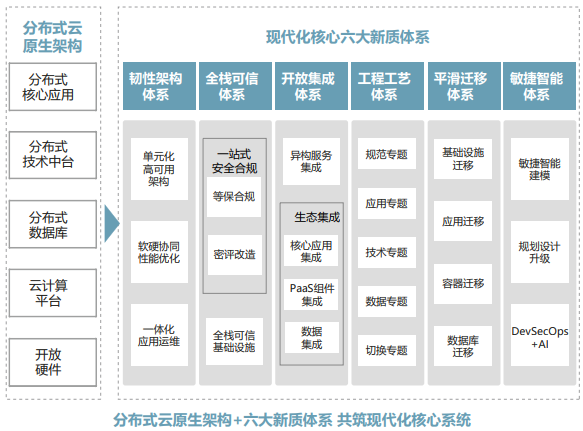 分布式云
原生架构
分布式
核心应用
分布式
技术中台
分布式
数据库
云计算
平台
开放
硬件
现代化核心六大新质体系
韧性架构
体系
单元化
高可用
架构
软硬协同
性能优化
一体化
应用运维
全栈可信
体系
一站式
安全合规
等保合规
密评改造
全栈可信
基础设施
开放集成
体系
异构服务
集成
生态集成
核心应用
集成
PaaS组件
集成
数据
集成
工程工艺
体系
规范专题
应用专题
技术专题
数据专题
切换专题
平滑迁移
体系
基础设施
迁移
应用迁移
容器迁移
数据库
迁移
敏捷智能
体系
敏捷智能
建模
规划设计
升级
DevSecOps
+AI
分布式云原生架构+六大新质体系 共筑现代化核心系统